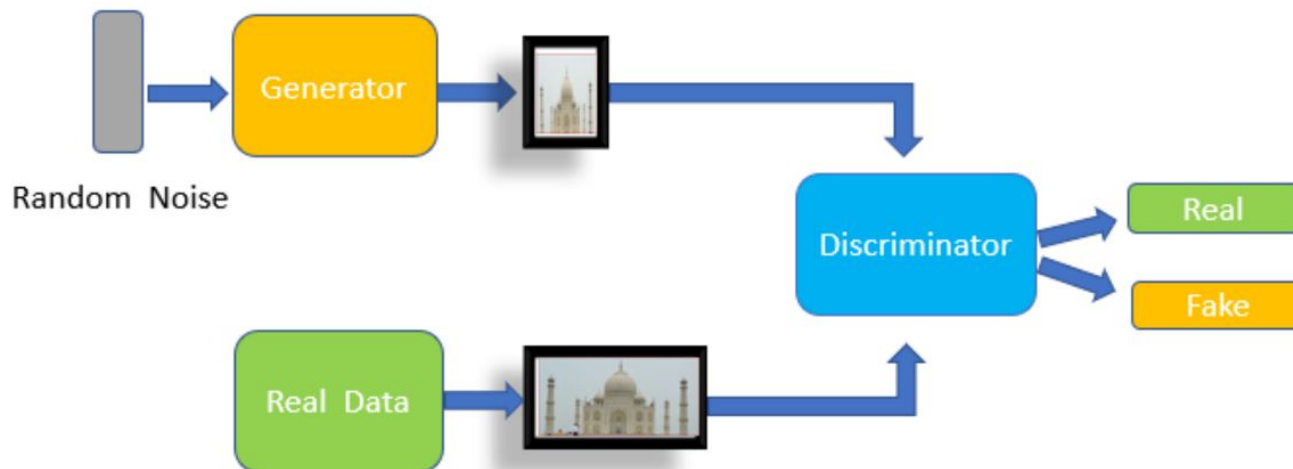 Generator
Random Noise
Real
Discriminator
Fake
Real Data